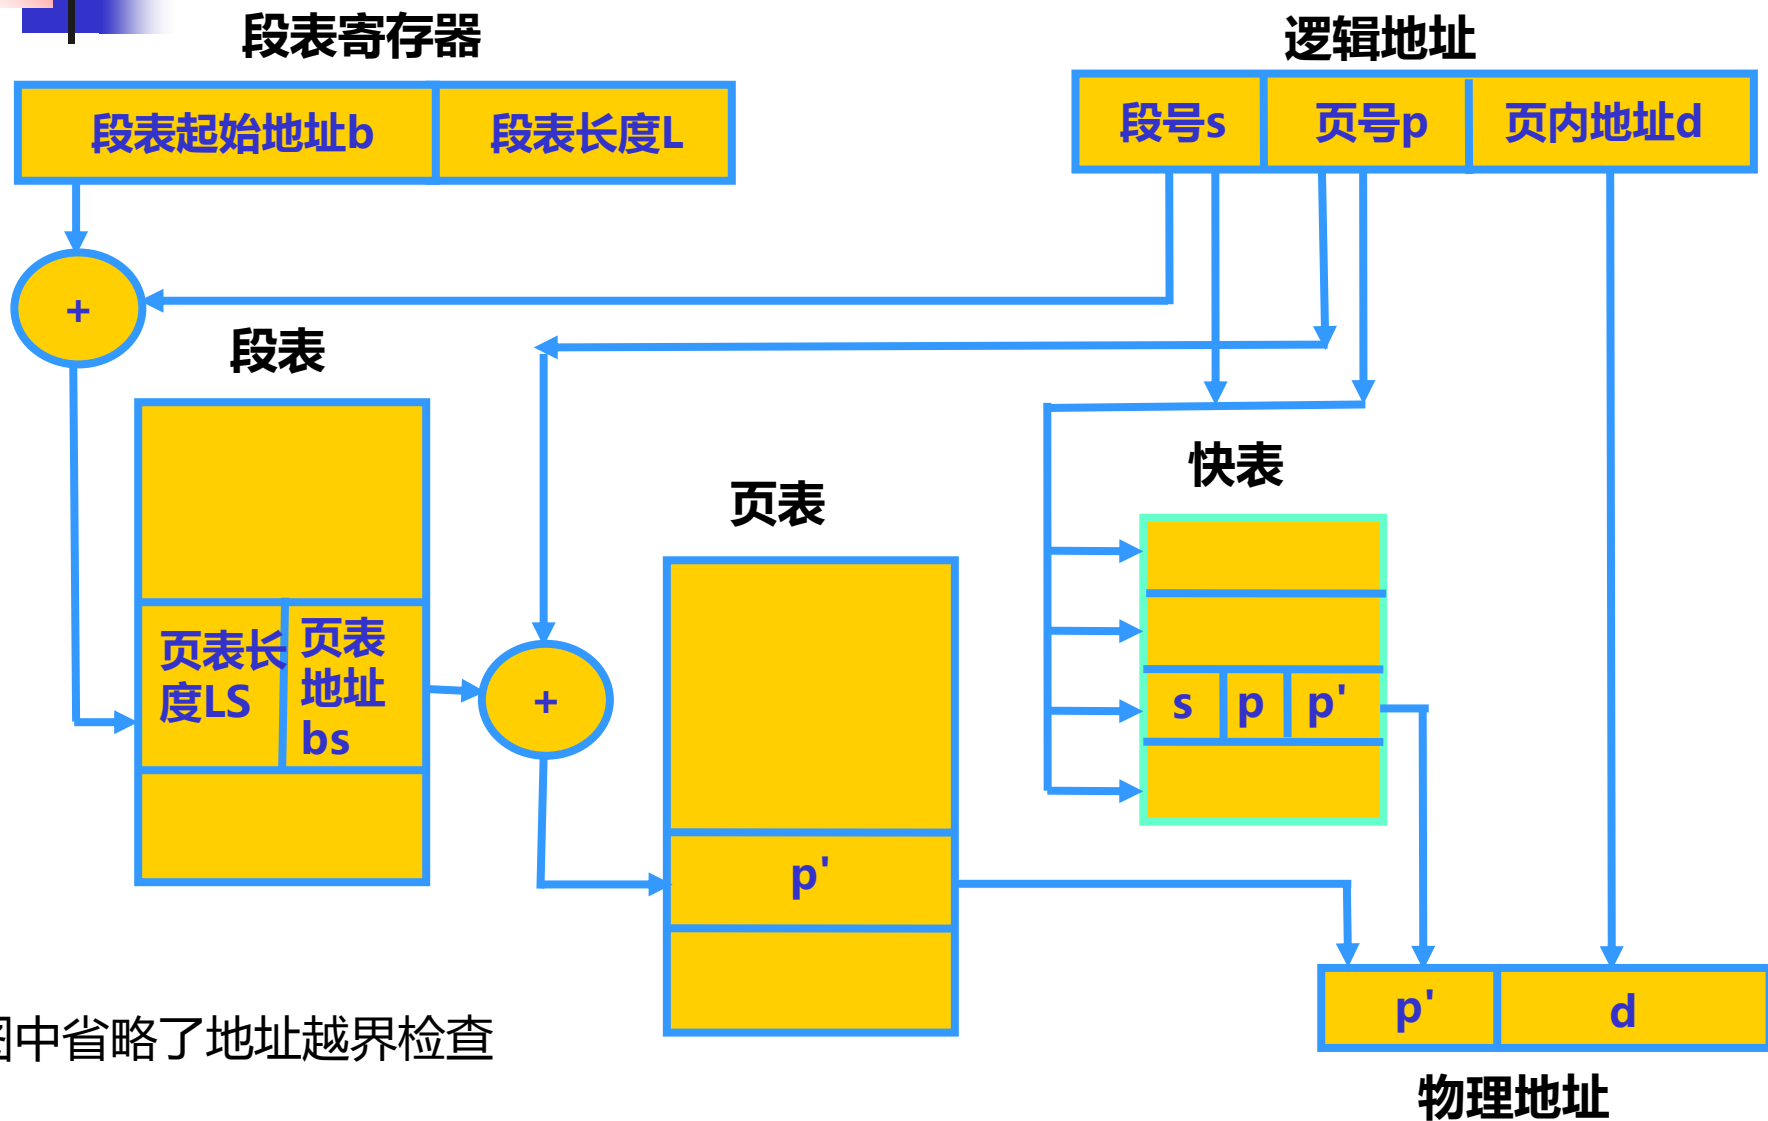 段表寄存器
逻辑地址
段表起始地址b
段表长度L
段号s
页号p
页内地址d
+
段表
快表
页表
页表长
度LS
页表
地址
bs
+
s
p
p'
p'
p'
d
图中省略了地址越界检查
物理地址